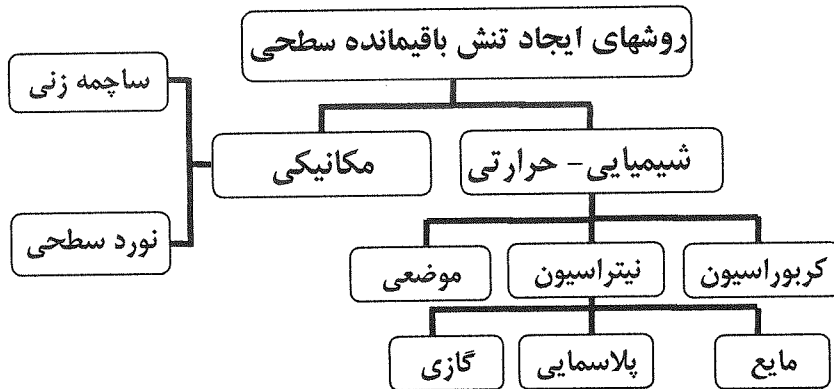 روشهای ایجاد تنش باقیمانده سطحی
ساچمه زنی
شیمیایی - حرارتی
مکانیکی
نورد سطحی
کربوراسیون
نیتراسیون
موضعی
مایع
پلاسمایی
گازی